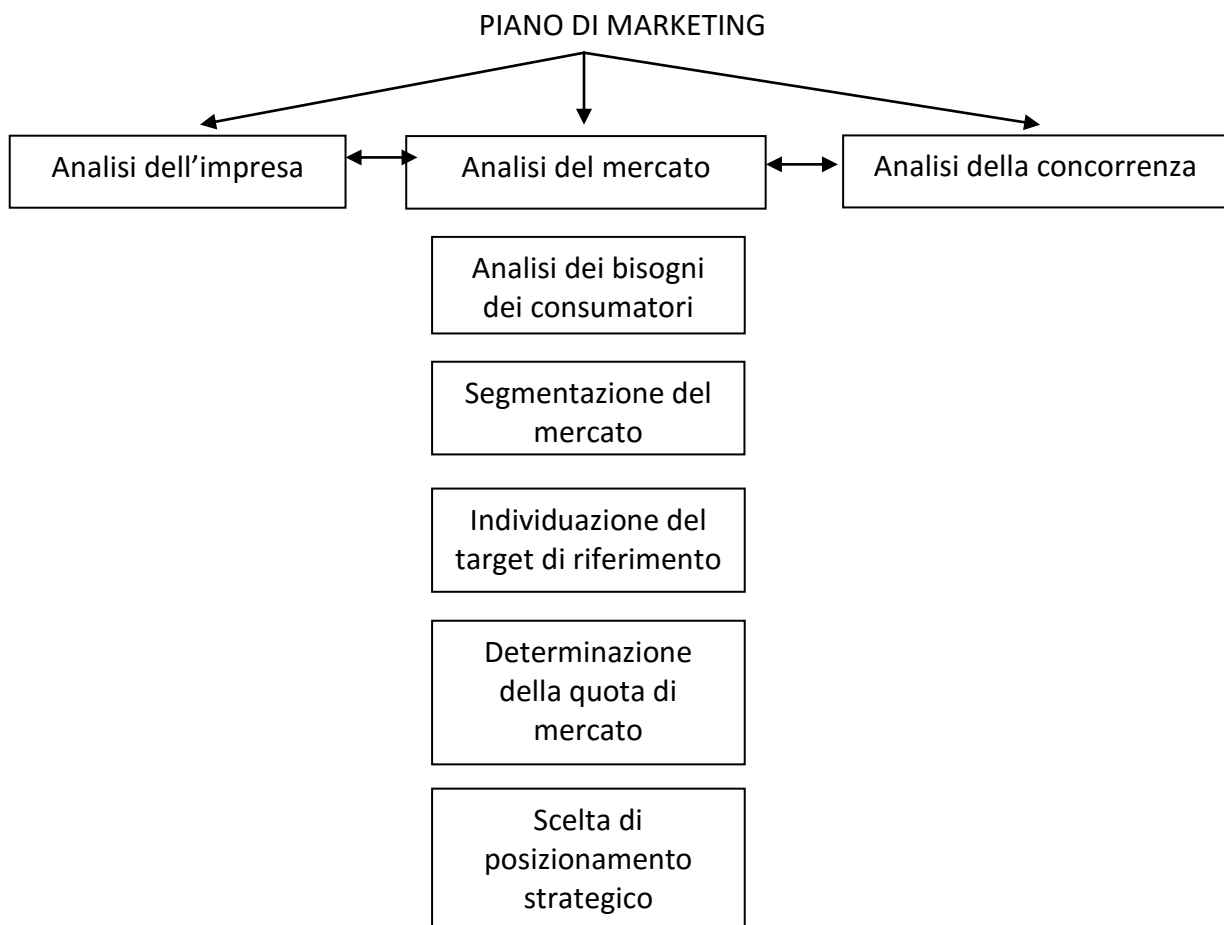 PIANO DI MARKETING
Analisi dell’impresa
Analisi del mercato
Analisi della concorrenza
Analisi dei bisogni
dei consumatori
Segmentazione del
mercato
Individuazione del
target di riferimento
Determinazione
della quota di
mercato
Scelta di
posizionamento
strategico